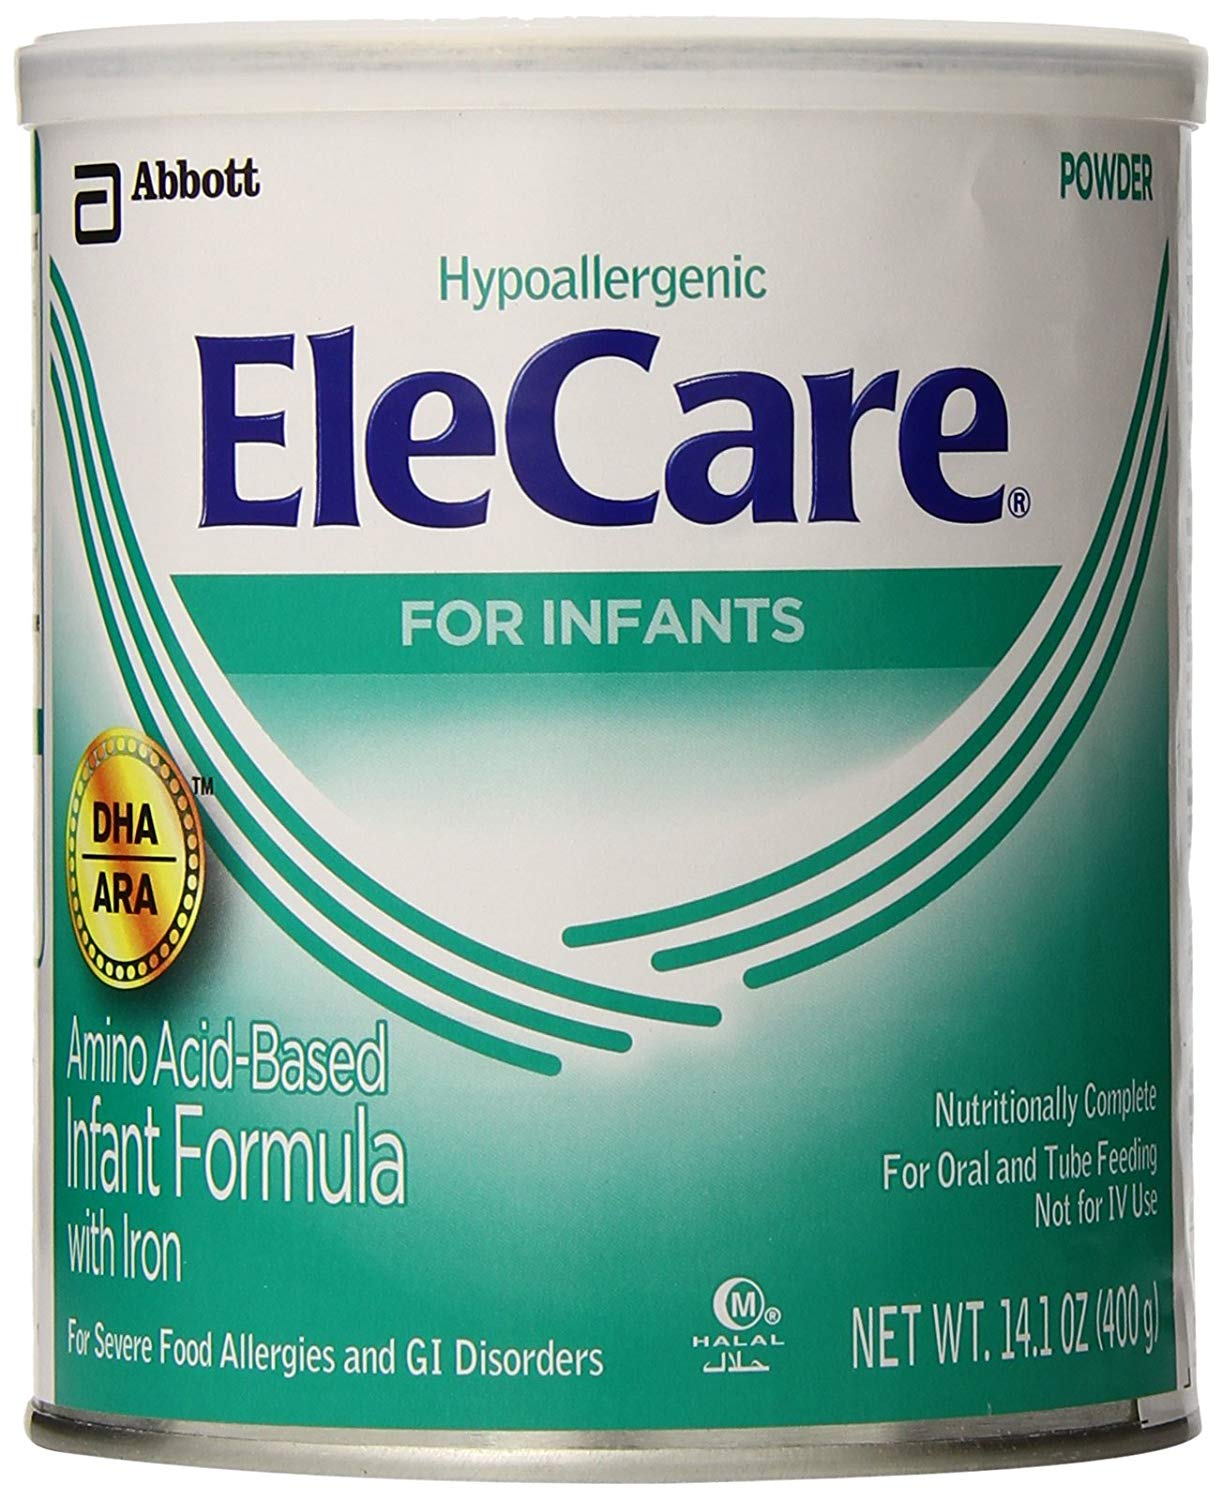 Abbott
POWDER
Hypoallergenic
EleCare®
FOR INFANTS
DHA
ARA
™
Amino Acid-Based
Infant Formula
with Iron
For Severe Food Allergies and GI Disorders
Nutritionally Complete
For Oral and Tube Feeding
Not for IV Use
M®
HALAL
حلال
NET WT. 14.1 OZ (400 g)